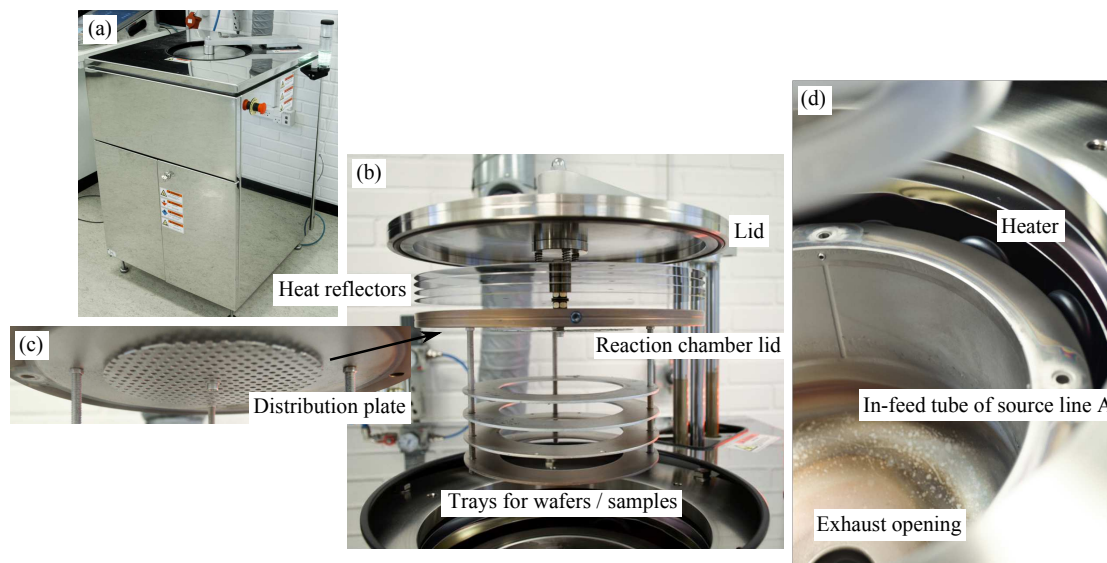 (a)
(b)
Lid
Heat reflectors
Reaction chamber lid
(c)
Distribution plate
Trays for wafers / samples
(d)
Heater
In-feed tube of source line A
Exhaust opening